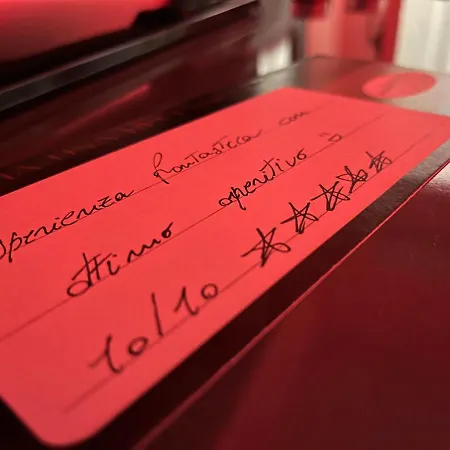 sperienza fantastica con
ottimo aperitivo :)
10/10 ☆☆☆☆☆